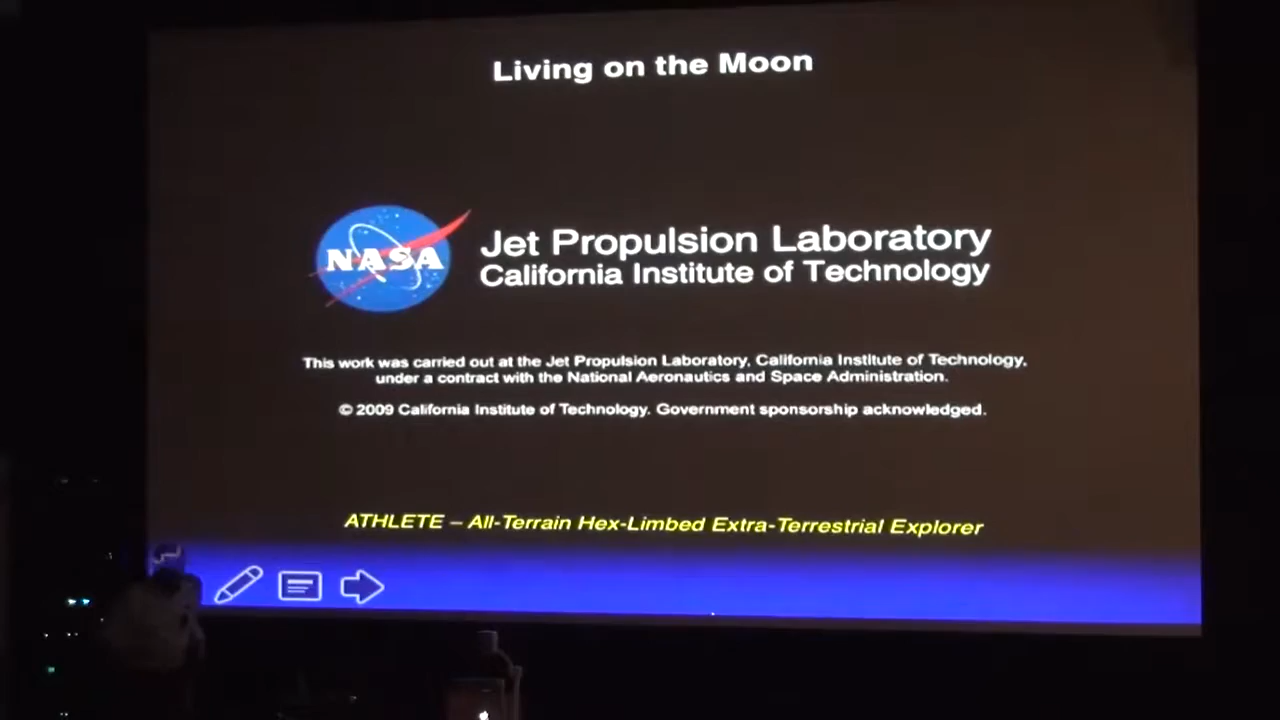 Living on the Moon
NASA
Jet Propulsion Laboratory
California Institute of Technology
This work was carried out at the Jet Propulsion Laboratory, California Institute of Technology,
under a contract with the National Aeronautics and Space Administration.
© 2009 California Institute of Technology. Government sponsorship acknowledged.
ATHLETE – All-Terrain Hex-Limbed Extra-Terrestrial Explorer